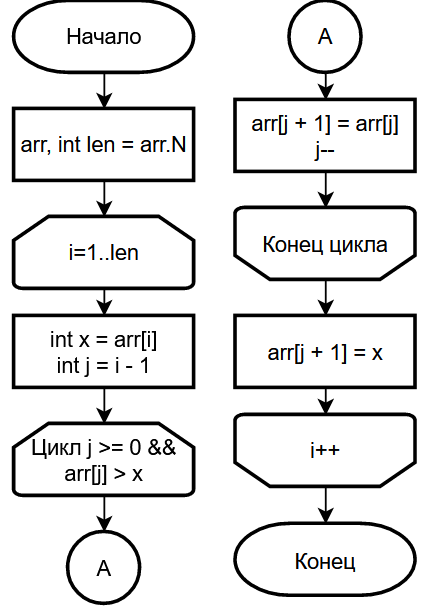 Начало
arr, int len = arr.N
i=1..len
int x = arr[i]
int j = i - 1
Цикл j >= 0 &&
arr[j] > x
А
А
arr[j + 1] = arr[j]
j--
Конец цикла
arr[j + 1] = x
i++
Конец